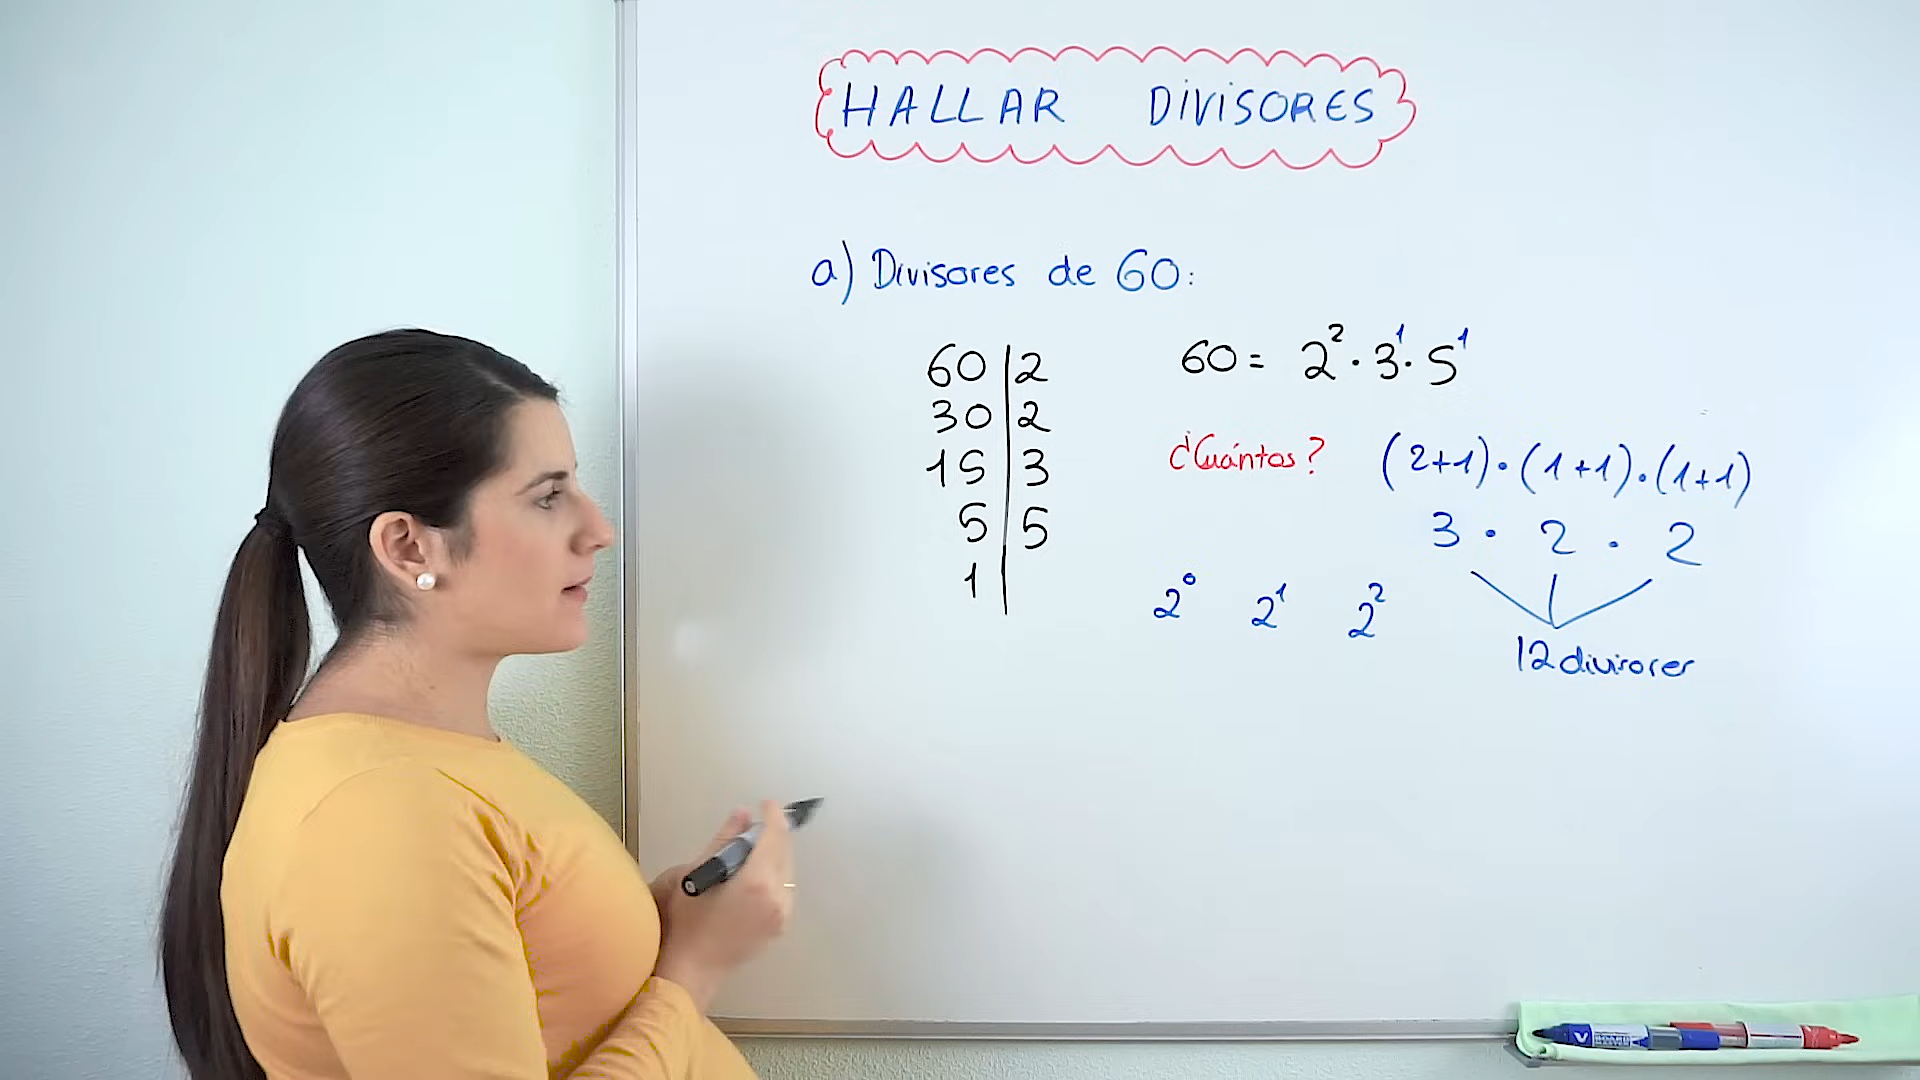 HALLAR DIVISORES
a) Divisores de 60:
60 | 2
30 | 2
15 | 3
5 | 5
1 |
60 = 2² · 3¹ · 5¹
¿Cuántos? (2+1)·(1+1)·(1+1)
3 · 2 · 2
2⁰ 2¹ 2²
12 divisores